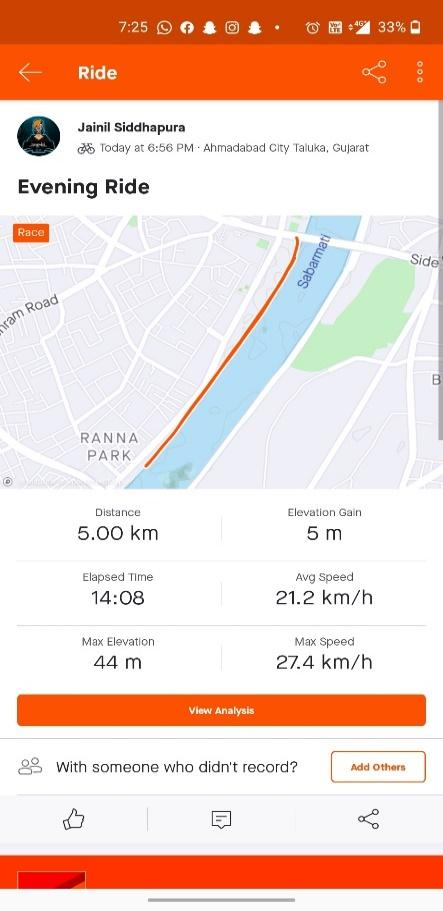 7:25
4G
33%
Ride
Jainil Siddhapura
Today at 6:56 PM · Ahmadabad City Taluka, Gujarat
Evening Ride
Race
Sabarmati
Side
hram Road
B
RANNA
PARK
Distance
5.00 km
Elevation Gain
5 m
Elapsed Time
14:08
Avg Speed
21.2 km/h
Max Elevation
44 m
Max Speed
27.4 km/h
View Analysis
With someone who didn't record?
Add Others